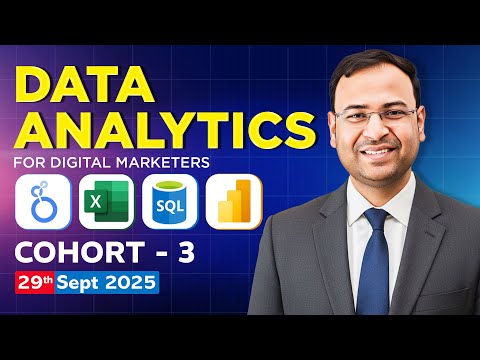 DATA
ANALYTICS
FOR DIGITAL MARKETERS
X
SQL
COHORT - 3
29th Sept 2025